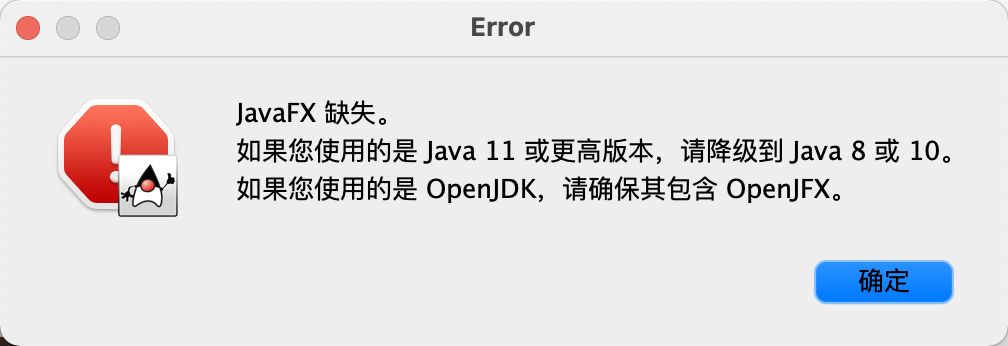 Error
JavaFX 缺失。
如果您使用的是 Java 11 或更高版本，请降级到 Java 8 或 10。
如果您使用的是 OpenJDK，请确保其包含 OpenJFX。
确定